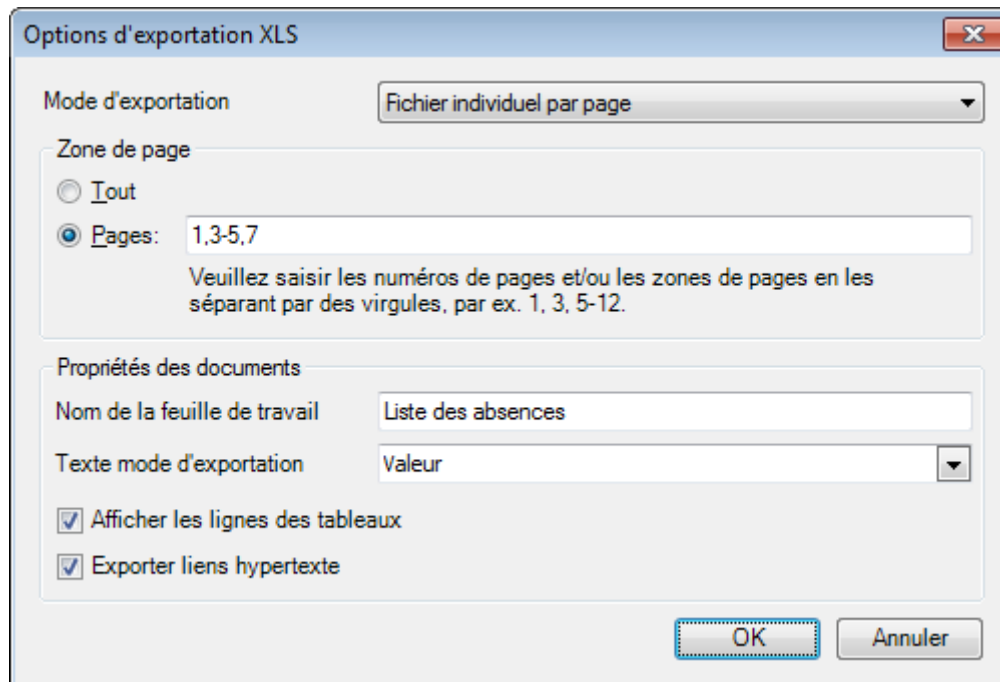 Options d'exportation XLS
Mode d'exportation
Fichier individuel par page
Zone de page
Tout
Pages:
1,3-5,7
Veuillez saisir les numéros de pages et/ou les zones de pages en les
séparant par des virgules, par ex. 1, 3, 5-12.
Propriétés des documents
Nom de la feuille de travail
Liste des absences
Texte mode d'exportation
Valeur
Afficher les lignes des tableaux
Exporter liens hypertexte
OK
Annuler